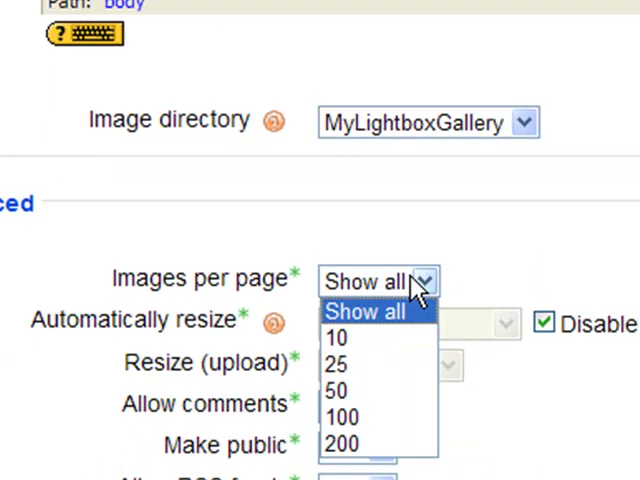 Path: body
?
Image directory MyLightboxGallery
ced
Images per page* Show all
Show all
Automatically resize* Disable
10
Resize (upload)* 25
50
Allow comments*
100
Make public* 200